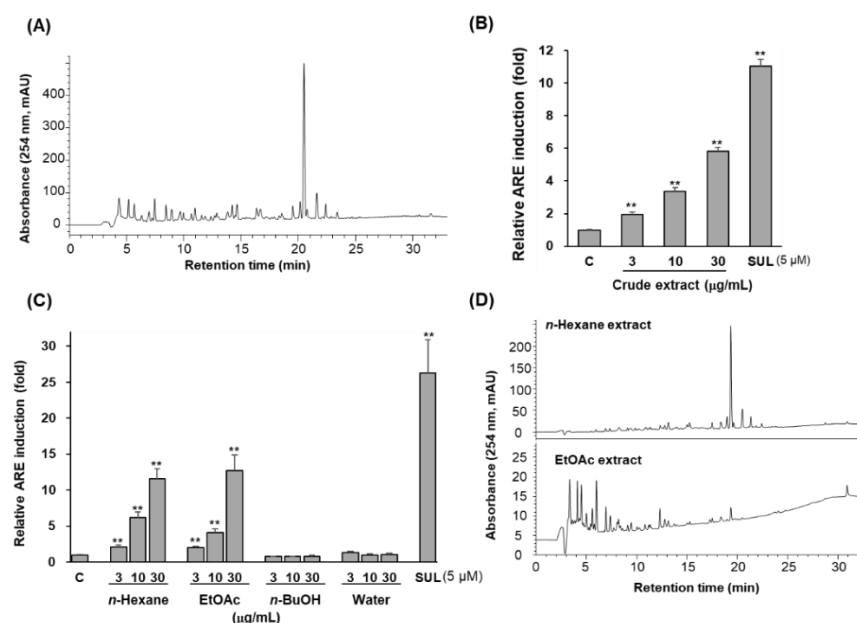 (A)
Absorbance (254 nm, mAU)
400
300
200
100
0
0 5 10 15 20 25 30
Retention time (min)
(B)
Relative ARE induction (fold)
12
10
8
6
4
2
0
** ** ** **
C 3 10 30 SUL (5 μM)
Crude extract (μg/mL)
(C)
Relative ARE induction (fold)
30
25
20
15
10
5
0
** ** ** ** ** ** **
C 3 10 30 3 10 30 3 10 30 3 10 30 SUL (5 μM)
n-Hexane EtOAc n-BuOH Water
(μg/mL)
(D)
n-Hexane extract
Absorbance (254 nm, mAU)
200
150
100
50
0
EtOAc extract
25
20
15
10
5
0
0 5 10 15 20 25 30
Retention time (min)